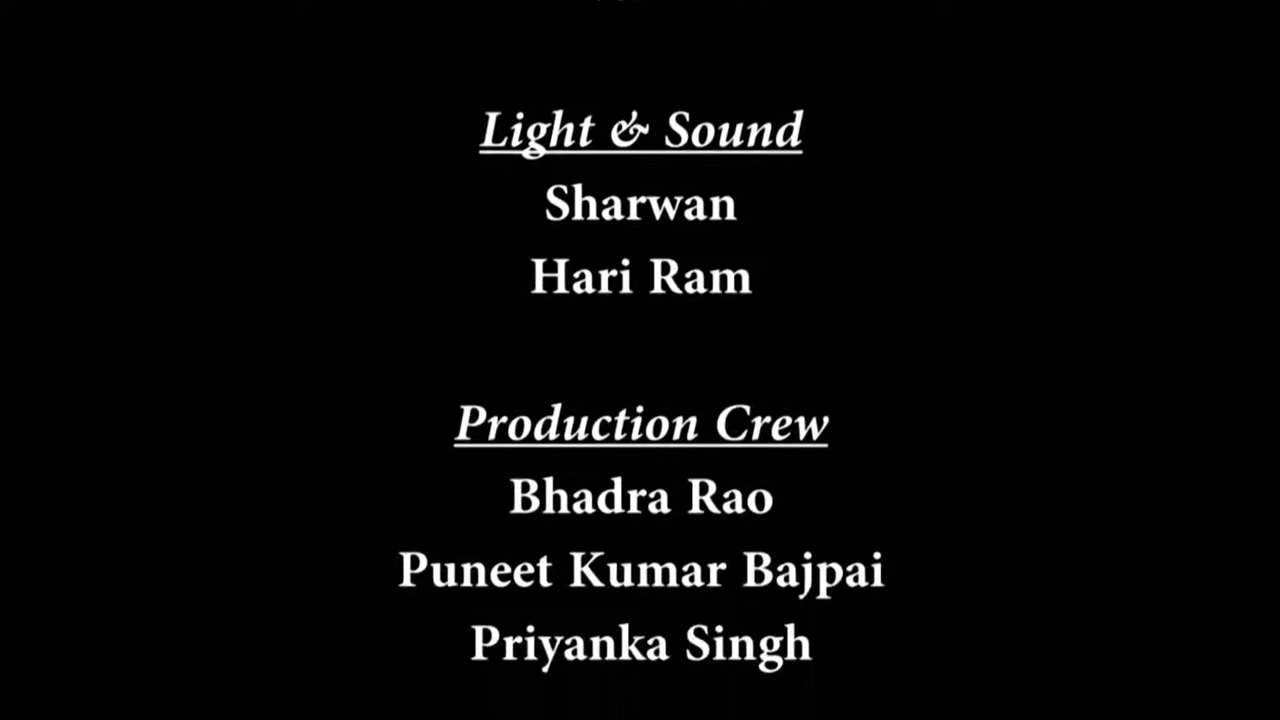 Light & Sound
Sharwan
Hari Ram
Production Crew
Bhadra Rao
Puneet Kumar Bajpai
Priyanka Singh